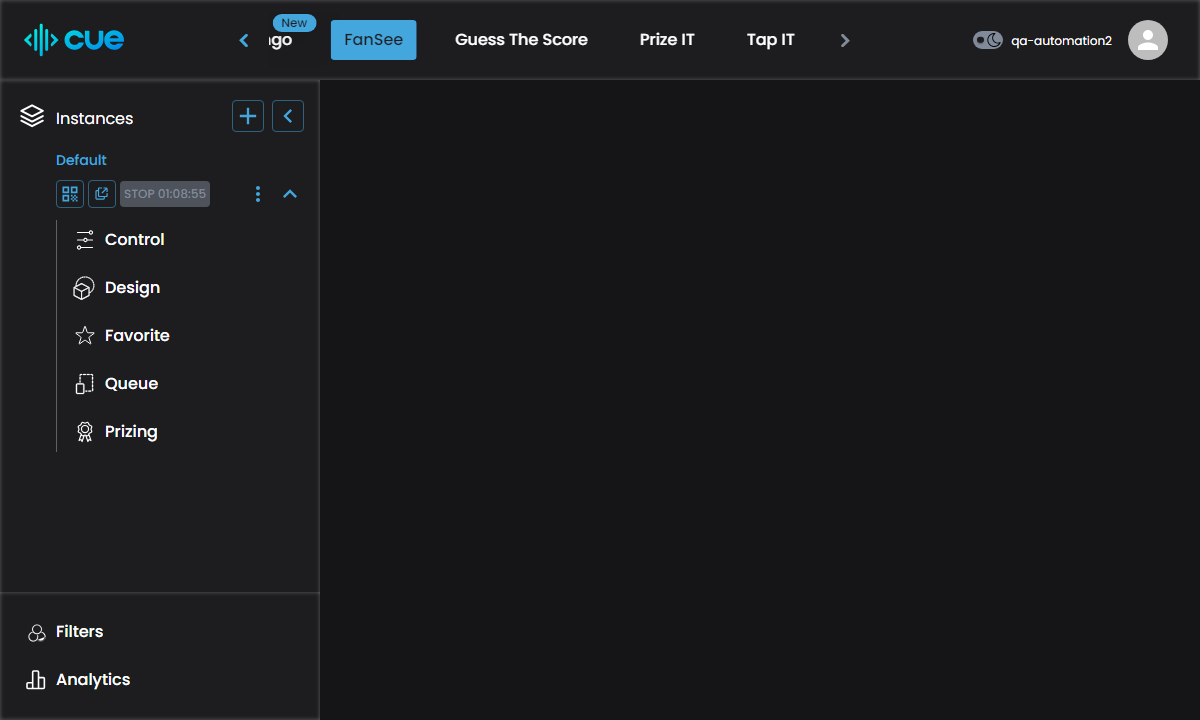 cue
New
FanSee
Guess The Score
Prize IT
Tap IT
qa-automation2
Instances
Default
STOP 01:08:55
Control
Design
Favorite
Queue
Prizing
Filters
Analytics